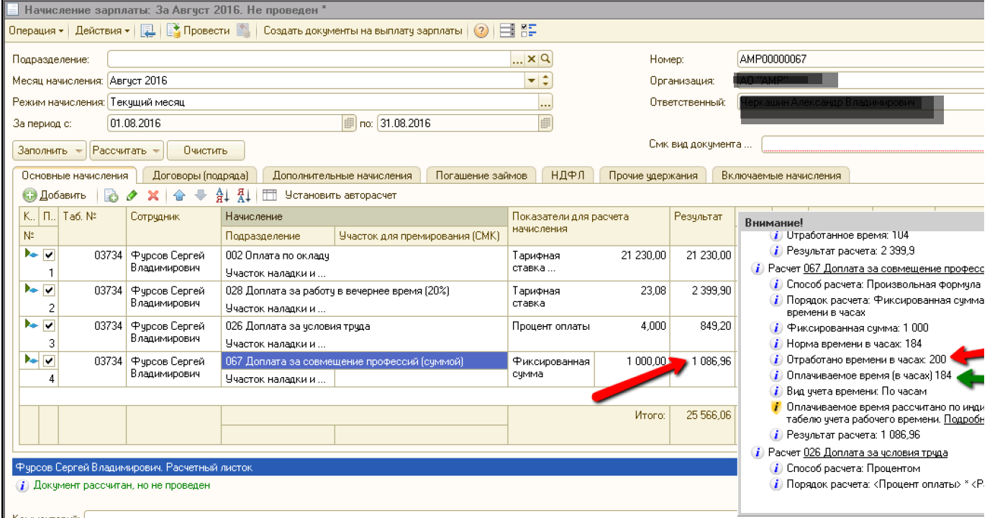 Начисление зарплаты: За Август 2016. Не проведен *
Операция Действия Провести Создать документы на выплату зарплаты ?
Подразделение: ... Номер: АМР00000067
Месяц начисления: Август 2016 Организация: АО "АМР"
Режим начисления: Текущий месяц ... Ответственный: Черкашин Александр Владимирович
За период с: 01.08.2016 по: 31.08.2016
Смк вид документа ...
Заполнить Рассчитать Очистить
Основные начисления Договоры (подряда) Дополнительные начисления Погашение займов НДФЛ Прочие удержания Включаемые начисления
Добавить Установить авторасчет
К.. П.. Таб. № Сотрудник Начисление Показатели для расчета начисления Результат
№ Подразделение Участок для премирования (СМК)
03734 Фурсов Сергей Владимирович 002 Оплата по окладу Тарифная ставка ... 21 230,00 21 230,00
1 Участок наладки и ...
03734 Фурсов Сергей Владимирович 028 Доплата за работу в вечернее время (20%) Тарифная ставка 23,08 2 399,90
2 Участок наладки и ...
03734 Фурсов Сергей Владимирович 026 Доплата за условия труда Процент оплаты 4,000 849,20
3 Участок наладки и ...
03734 Фурсов Сергей Владимирович 067 Доплата за совмещение профессий (суммой) Фиксированная сумма 1 000,00 1 086,96
4 Участок наладки и ...
Итого: 25 566,06
Внимание!
Отработанное время: 104
Результат расчета: 2 399,9
Расчет 067 Доплата за совмещение професс
Способ расчета: Произвольная формула
Порядок расчета: Фиксированная сумма
времени в часах
Фиксированная сумма: 1 000
Норма времени в часах: 184
Отработано времени в часах: 200
Оплачиваемое время (в часах) 184
Вид учета времени: По часам
Оплачиваемое время рассчитано по инди
табелю учета рабочего времени. Подробн
Результат расчета: 1 086,96
Расчет 026 Доплата за условия труда
Способ расчета: Процентом
Порядок расчета: <Процент оплаты> * <Р
Фурсов Сергей Владимирович. Расчетный листок
Документ рассчитан, но не проведен